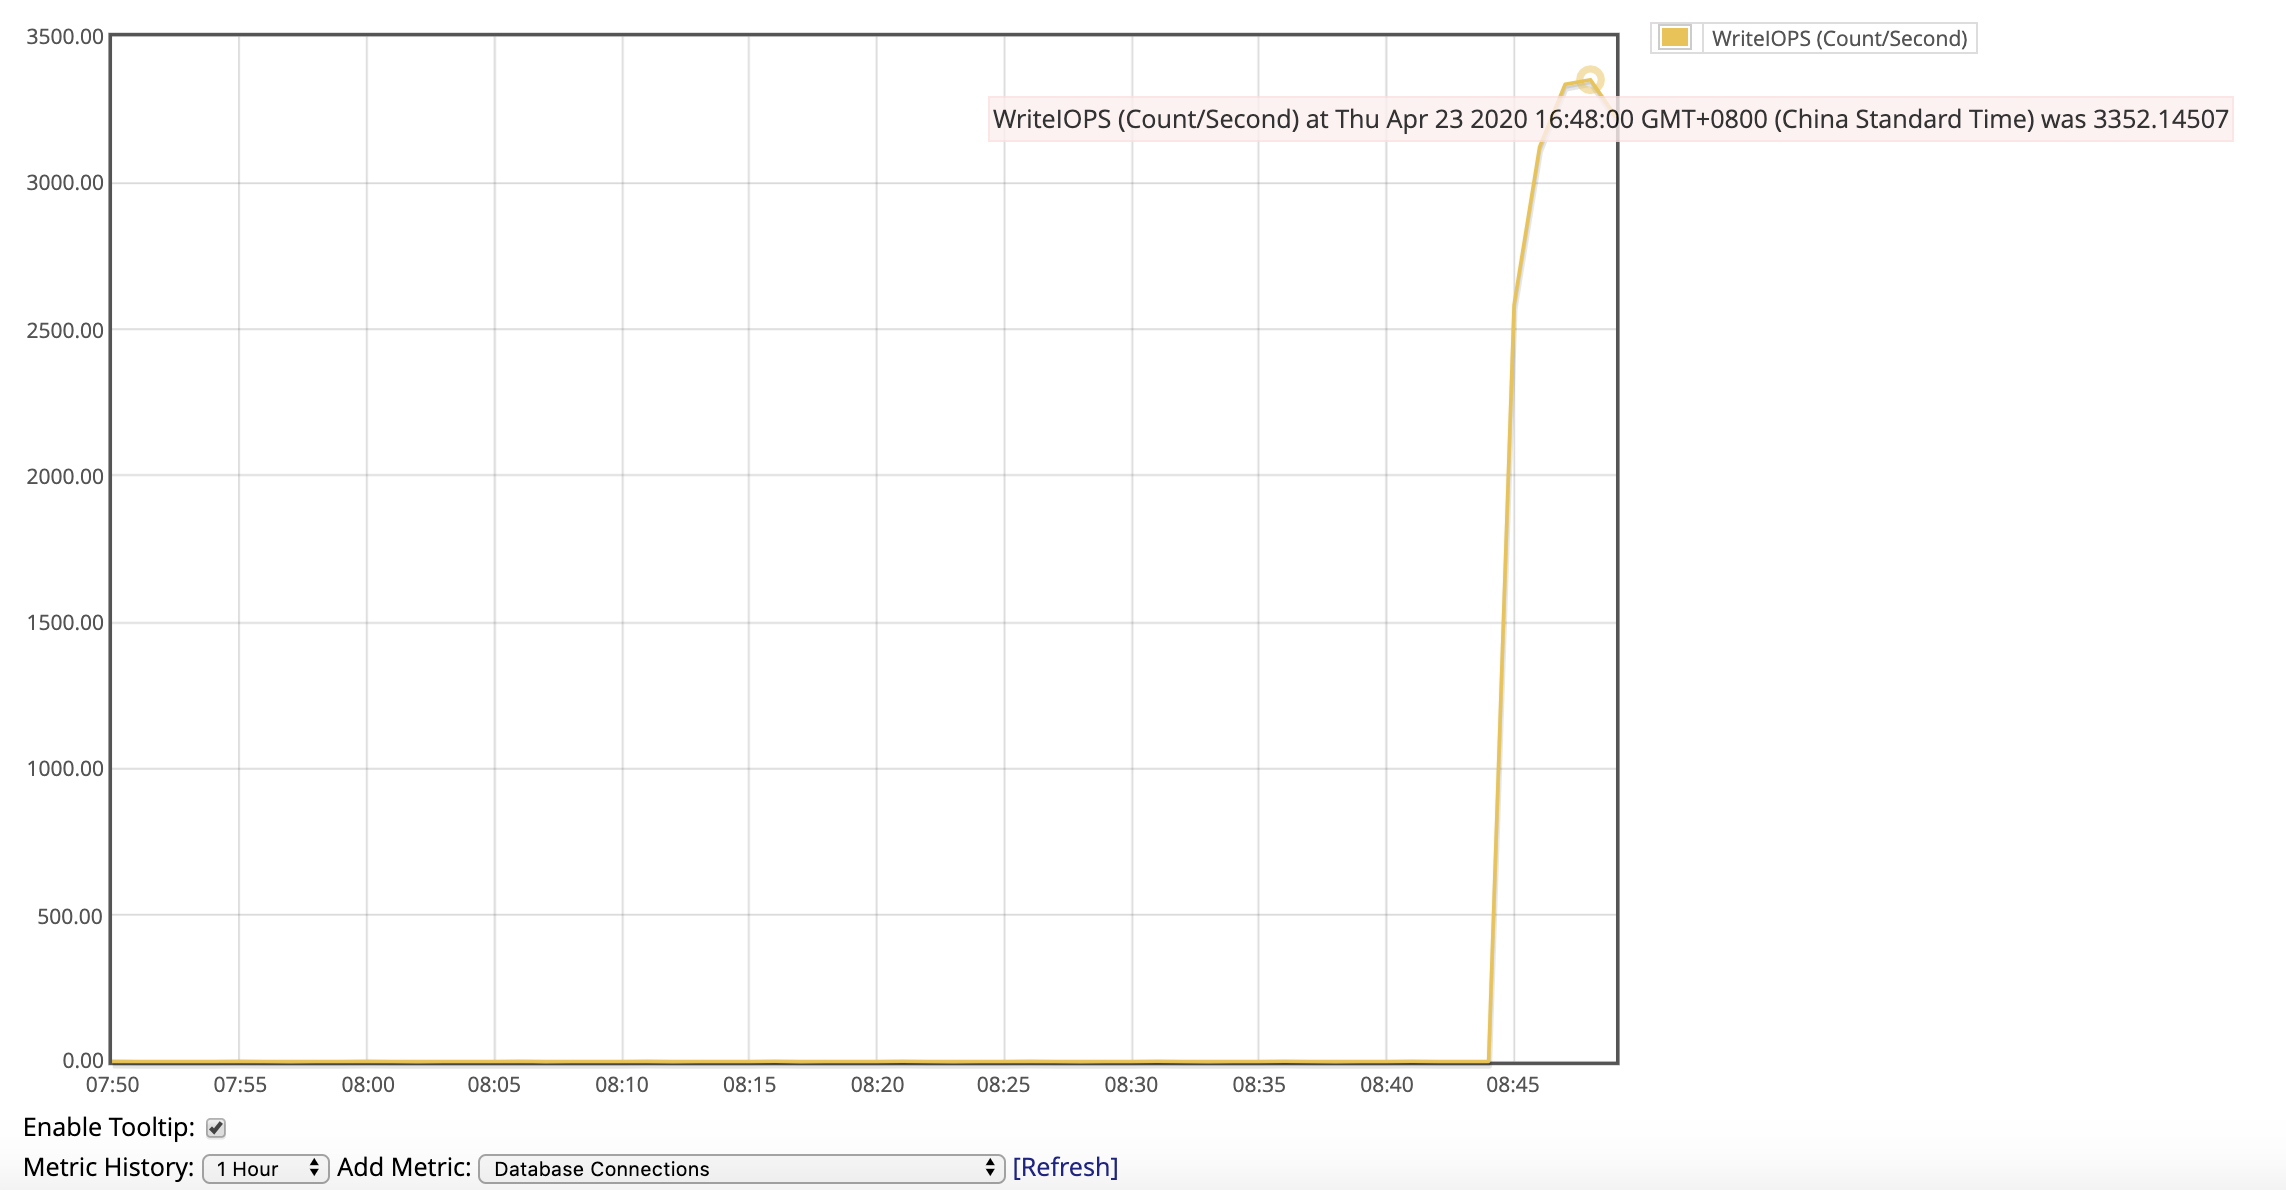 3500.00
WriteIOPS (Count/Second)
WriteIOPS (Count/Second) at Thu Apr 23 2020 16:48:00 GMT+0800 (China Standard Time) was 3352.14507
3000.00
2500.00
2000.00
1500.00
1000.00
500.00
0.00
07:50 07:55 08:00 08:05 08:10 08:15 08:20 08:25 08:30 08:35 08:40 08:45
Enable Tooltip:
Metric History: 1 Hour Add Metric: Database Connections [Refresh]